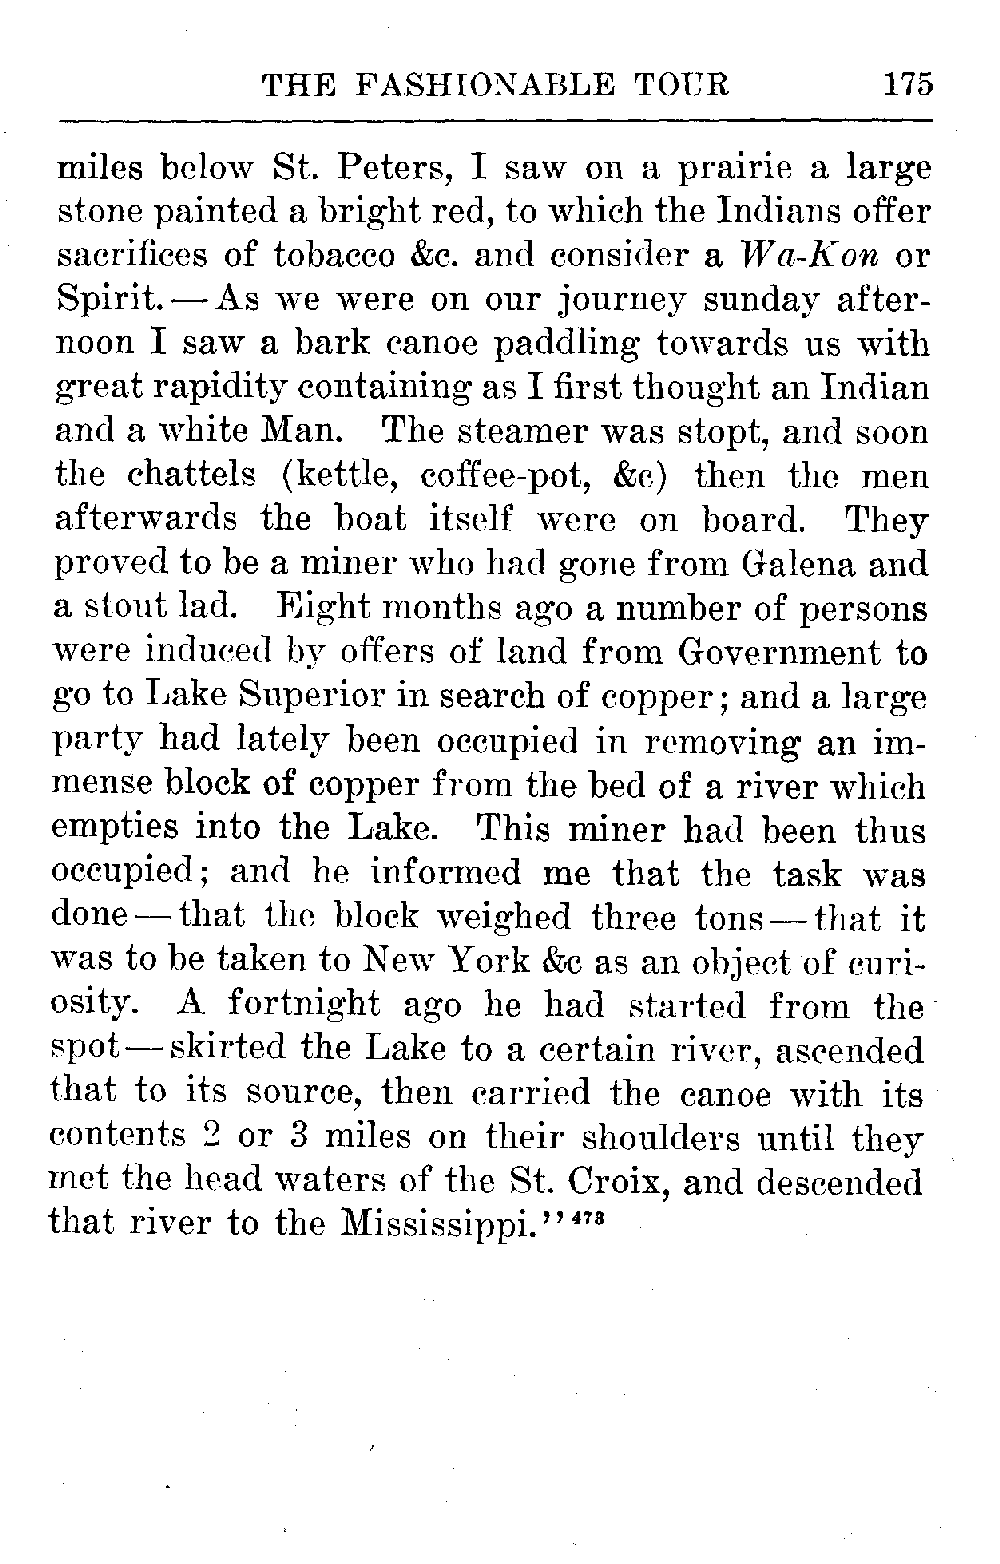 THE FASHIONABLE TOUR 175
miles below St. Peters, I saw on a prairie a large
stone painted a bright red, to which the Indians offer
sacrifices of tobacco &c. and consider a Wa-Kon or
Spirit.—As we were on our journey sunday after-
noon I saw a bark canoe paddling towards us with
great rapidity containing as I first thought an Indian
and a white Man. The steamer was stopt, and soon
the chattels (kettle, coffee-pot, &c) then the men
afterwards the boat itself were on board. They
proved to be a miner who had gone from Galena and
a stout lad. Eight months ago a number of persons
were induced by offers of land from Government to
go to Lake Superior in search of copper; and a large
party had lately been occupied in removing an im-
mense block of copper from the bed of a river which
empties into the Lake. This miner had been thus
occupied; and he informed me that the task was
done—that the block weighed three tons—that it
was to be taken to New York &c as an object of curi-
osity. A fortnight ago he had started from the
spot—skirted the Lake to a certain river, ascended
that to its source, then carried the canoe with its
contents 2 or 3 miles on their shoulders until they
met the head waters of the St. Croix, and descended
that river to the Mississippi.''473